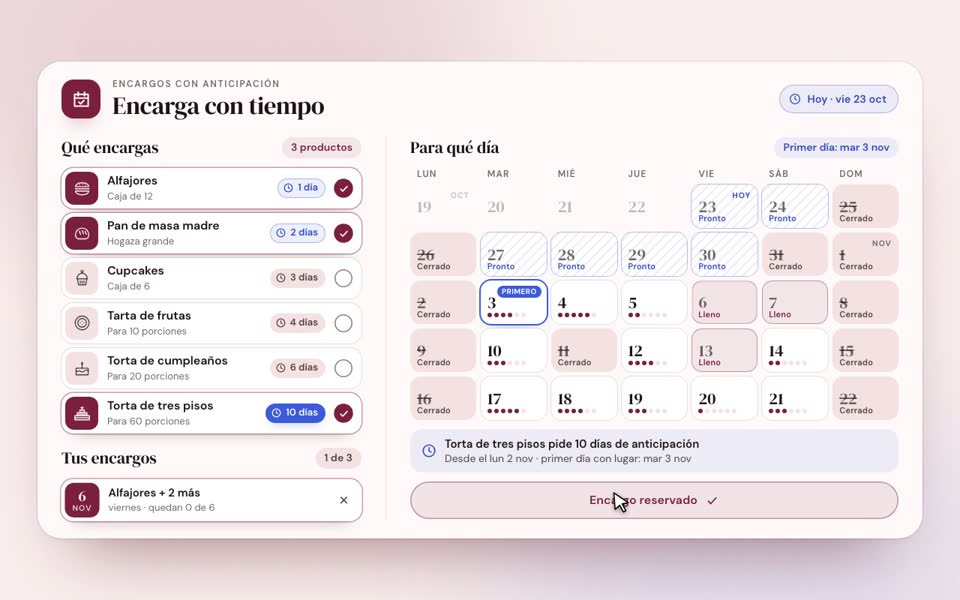 ENCARGOS CON ANTICIPACIÓN
Encarga con tiempo
Hoy · vie 23 oct
Qué encargas
3 productos
Alfajores
Caja de 12
1 día
Pan de masa madre
Hogaza grande
2 días
Cupcakes
Caja de 6
3 días
Tarta de frutas
Para 10 porciones
4 días
Torta de cumpleaños
Para 20 porciones
6 días
Torta de tres pisos
Para 60 porciones
10 días
Tus encargos
1 de 3
6 NOV
Alfajores + 2 más
viernes · quedan 0 de 6
Para qué día
Primer día: mar 3 nov
LUN MAR MIÉ JUE VIE SÁB DOM
OCT HOY
19 20 21 22 23 24 25
Pronto Pronto Cerrado
NOV
26 27 28 29 30 31 1
Cerrado Pronto Pronto Pronto Pronto Cerrado Cerrado
PRIMERO
2 3 4 5 6 7 8
Cerrado Lleno Lleno Cerrado
9 10 11 12 13 14 15
Cerrado Cerrado Lleno Cerrado
16 17 18 19 20 21 22
Cerrado Cerrado
Torta de tres pisos pide 10 días de anticipación
Desde el lun 2 nov · primer día con lugar: mar 3 nov
Encargo reservado